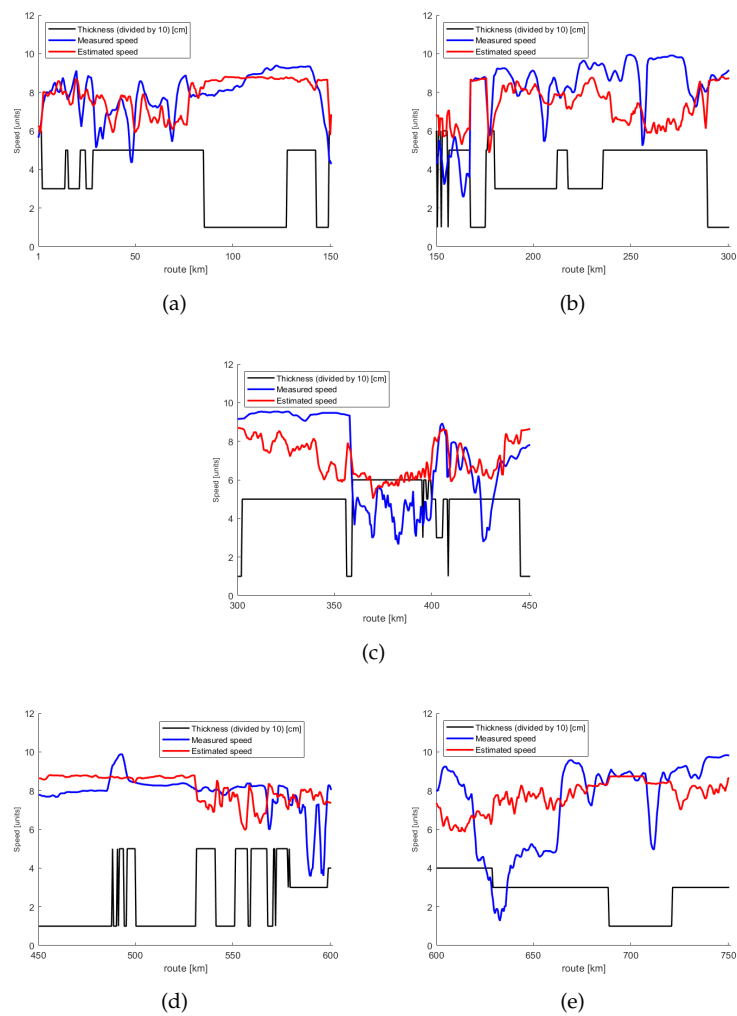 12
10
8
6
4
2
0
Speed [units]
Thickness (divided by 10) [cm]
Measured speed
Estimated speed
1
50
100
150
route [km]
(a)
12
10
8
6
4
2
0
Speed [units]
Thickness (divided by 10) [cm]
Measured speed
Estimated speed
150
200
250
300
route [km]
(b)
12
10
8
6
4
2
0
Speed [units]
Thickness (divided by 10) [cm]
Measured speed
Estimated speed
300
350
400
450
route [km]
(c)
12
10
8
6
4
2
0
Speed [units]
Thickness (divided by 10) [cm]
Measured speed
Estimated speed
450
500
550
600
route [km]
(d)
12
10
8
6
4
2
0
Speed [units]
Thickness (divided by 10) [cm]
Measured speed
Estimated speed
600
650
700
750
route [km]
(e)